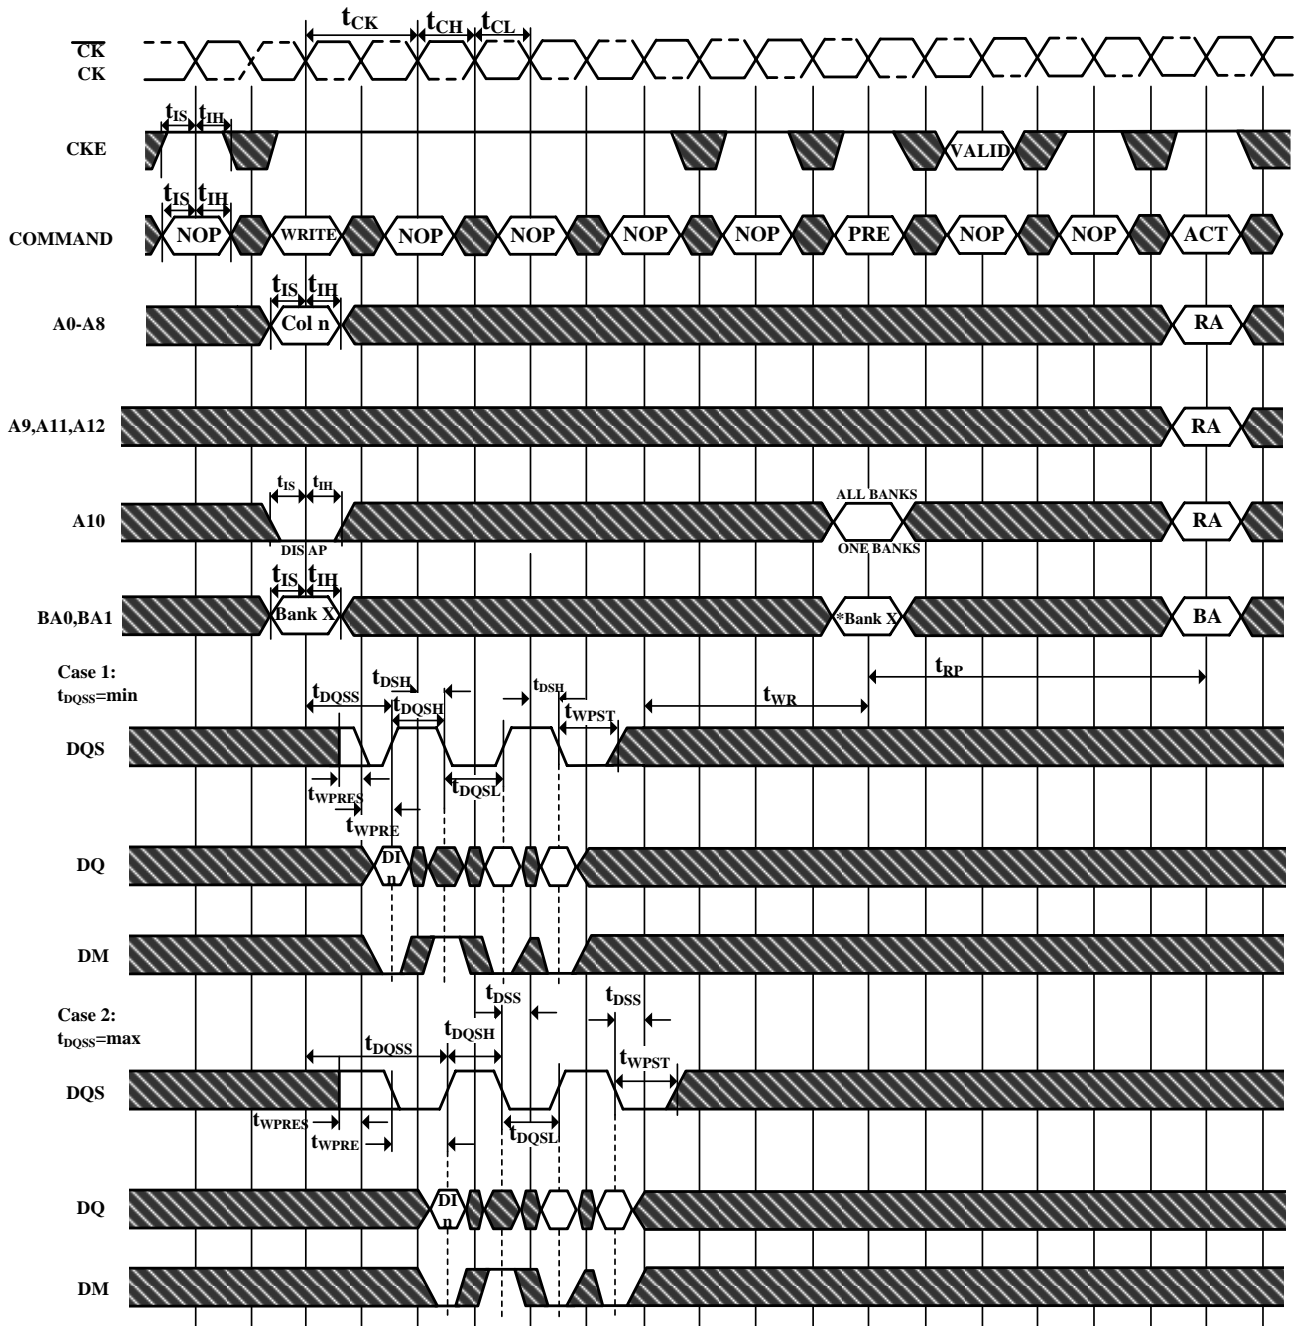 tCK tCH tCL
CK
CK
tIS tIH
CKE VALID
tIS tIH
COMMAND NOP WRITE NOP NOP NOP NOP PRE NOP NOP ACT
tIS tIH
A0-A8 Col n RA
A9,A11,A12 RA
tIS tIH ALL BANKS
A10 RA
DIS AP ONE BANKS
tIS tIH
BA0,BA1 Bank X *Bank X BA
Case 1:
tDQSS=min
tDQSS tDSH tDQSH tDSH tWPST tWR tRP
DQS
tWPRES tDQSL
tWPRE
DQ DI
n
DM
Case 2:
tDQSS=max
tDQSS tDQSH tDSS tDSS tWPST
DQS
tWPRES tWPRE tDQSL
DQ DI
n
DM